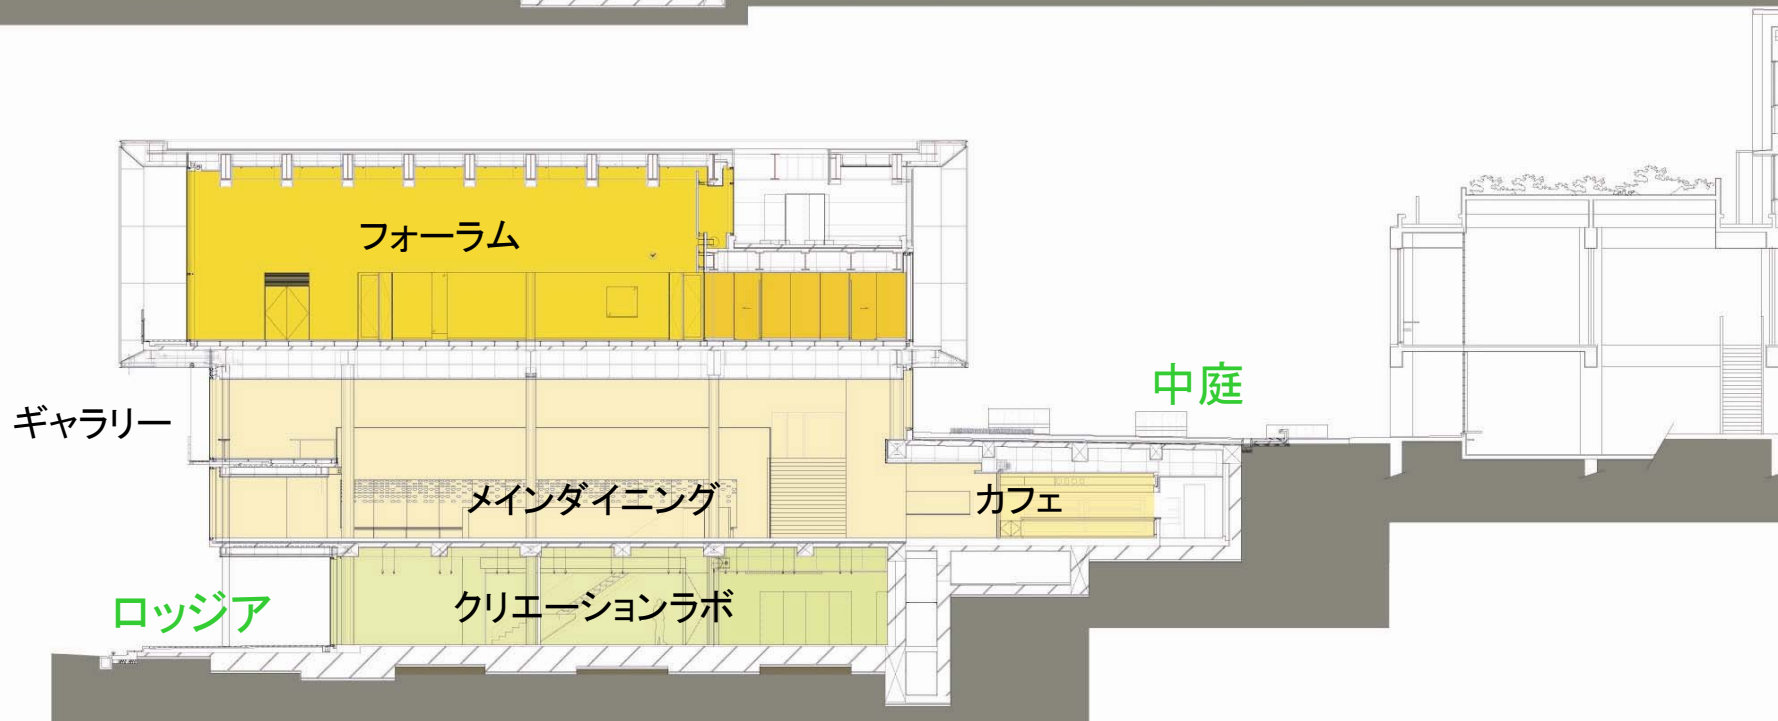 フォーラム
中庭
ギャラリー
メインダイニング
カフェ
ロッジア
クリエーションラボ